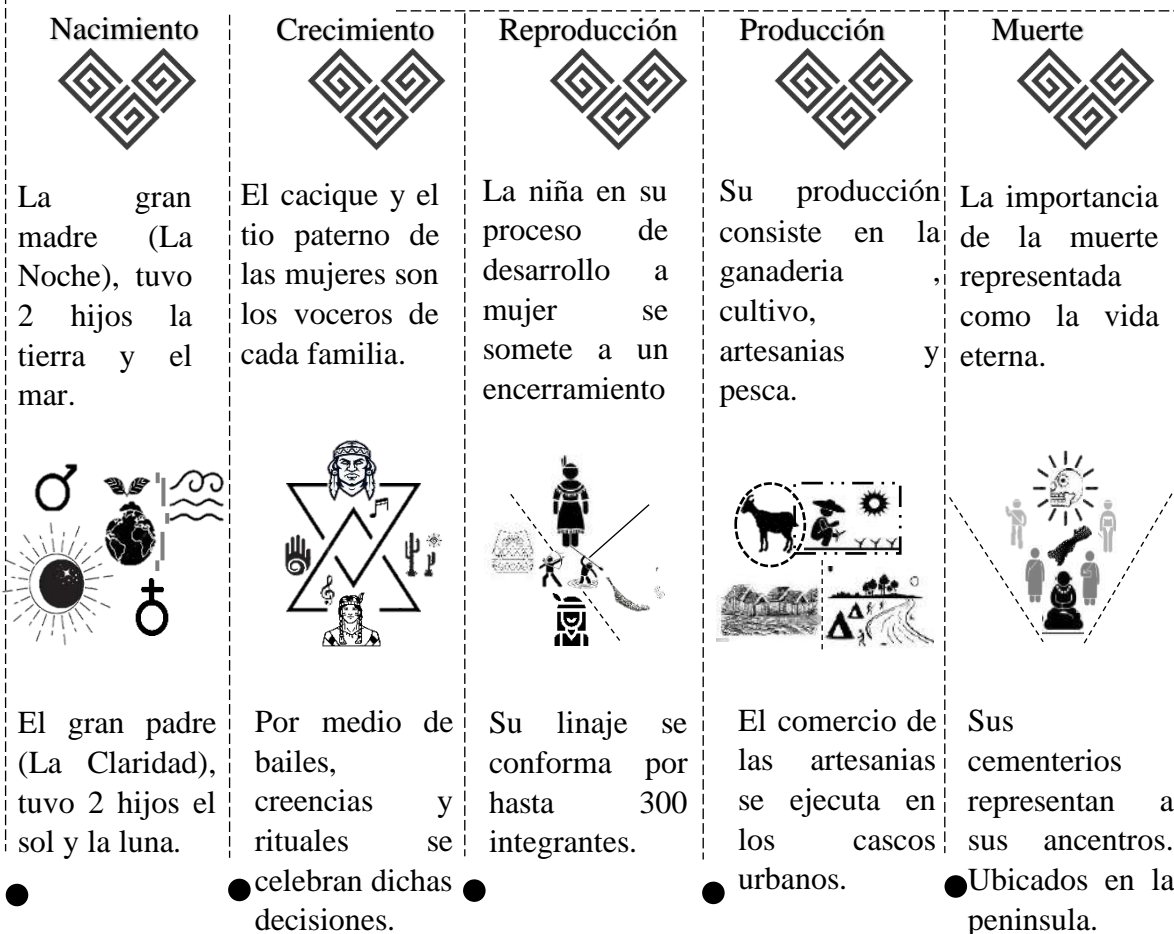 Nacimiento
La gran
madre (La
Noche), tuvo
2 hijos la
tierra y el
mar.
El gran padre
(La Claridad),
tuvo 2 hijos el
sol y la luna.
Crecimiento
El cacique y el
tio paterno de
las mujeres son
los voceros de
cada familia.
Por medio de
bailes,
creencias y
rituales se
celebran dichas
decisiones.
Reproducción
La niña en su
proceso de
desarrollo a
mujer se
somete a un
encerramiento
Su linaje se
conforma por
hasta 300
integrantes.
Producción
Su producción
consiste en la
ganaderia ,
cultivo,
artesanias y
pesca.
El comercio de
las artesanias
se ejecuta en
los cascos
urbanos.
Muerte
La importancia
de la muerte
representada
como la vida
eterna.
Sus
cementerios
representan a
sus ancentros.
Ubicados en la
peninsula.